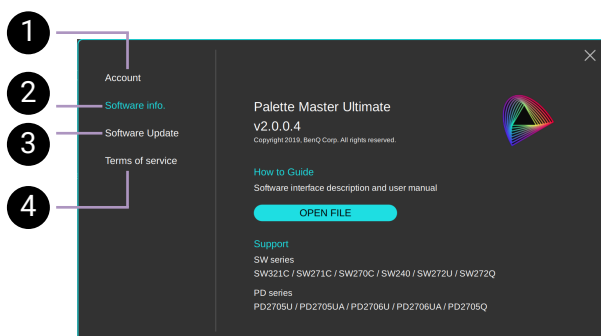 1
Account
2
Software info.
3
Software Update
Terms of service
4
Palette Master Ultimate
v2.0.0.4
Copyright 2019, BenQ Corp. All rights reserved.
How to Guide
Software interface description and user manual
OPEN FILE
Support
SW series
SW321C / SW271C / SW270C / SW240 / SW272U / SW272Q
PD series
PD2705U / PD2705UA / PD2706U / PD2706UA / PD2705Q